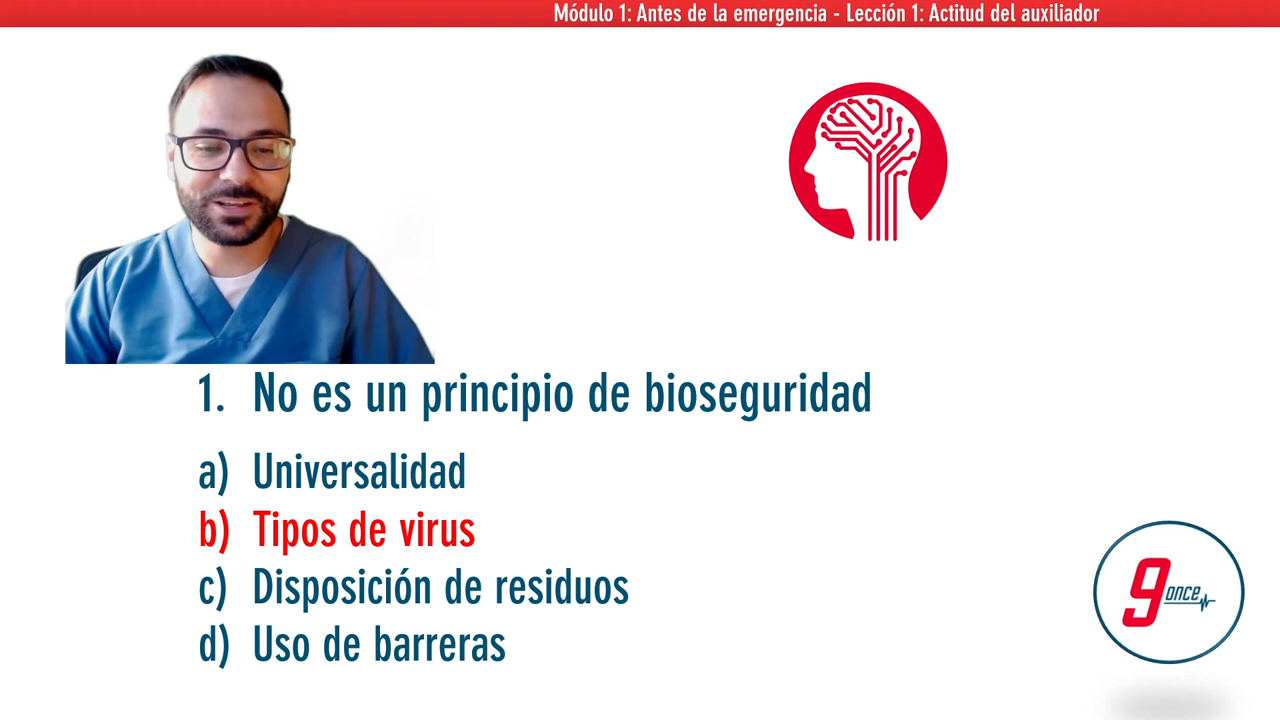 Módulo 1: Antes de la emergencia - Lección 1: Actitud del auxiliador
1. No es un principio de bioseguridad
a) Universalidad
b) Tipos de virus
c) Disposición de residuos
d) Uso de barreras
9 once